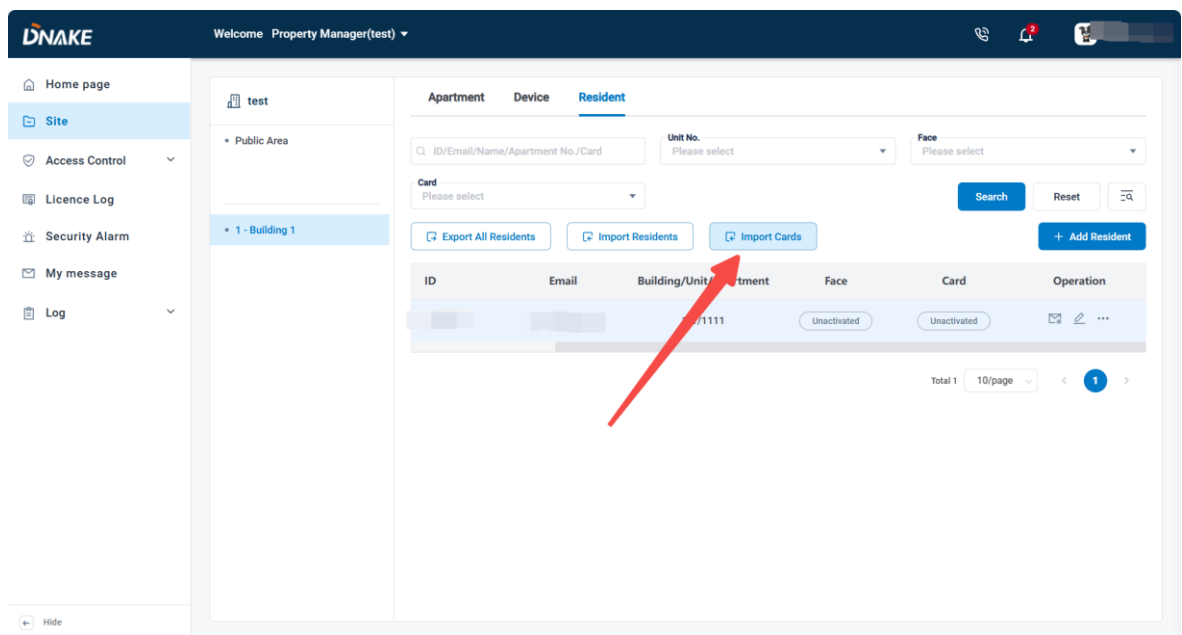 DNAKE
Welcome Property Manager(test)
2
Home page
Site
Access Control
Licence Log
Security Alarm
My message
Log
Hide
test
Public Area
1 - Building 1
Apartment Device Resident
ID/Email/Name/Apartment No./Card
Unit No.
Please select
Face
Please select
Card
Please select
Search Reset
Export All Residents Import Residents Import Cards + Add Resident
ID Email Face Card Operation
Building/Unit/
/1111 Unactivated Unactivated
Total 1 10/page 1